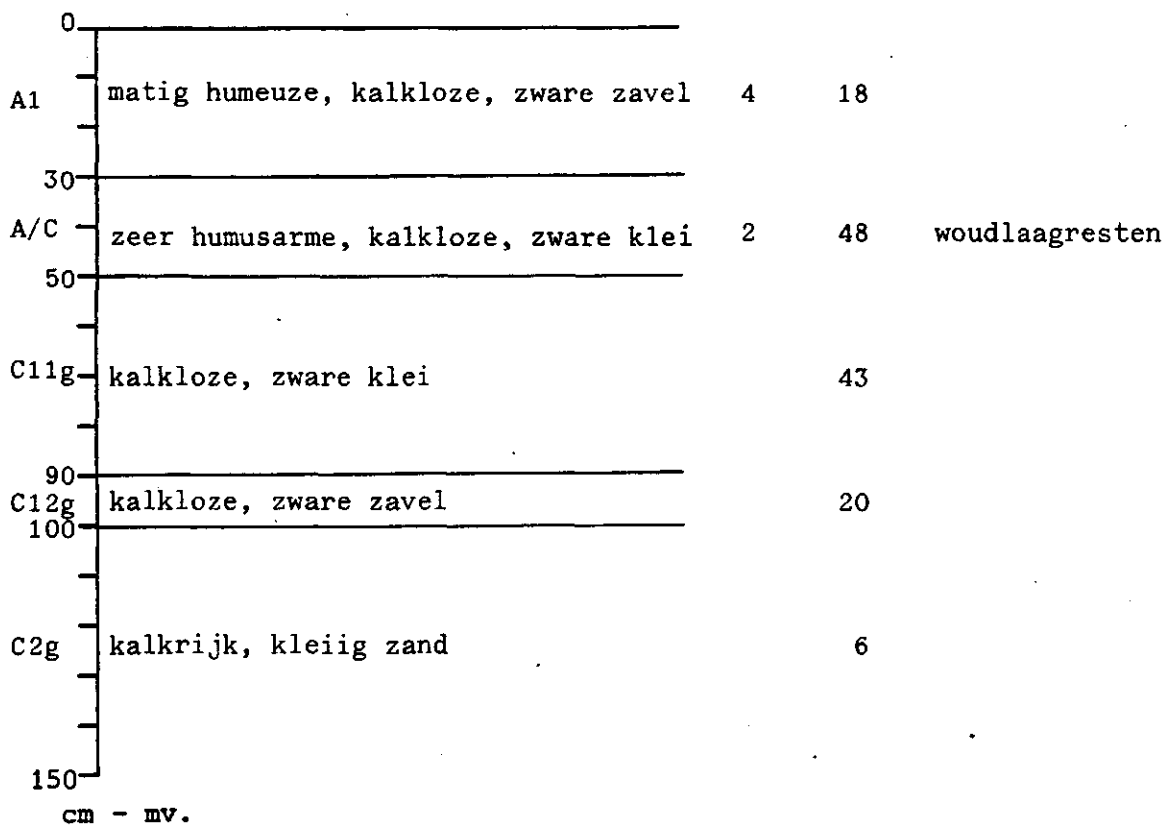 0
A1 matig humeuze, kalkloze, zware zavel 4 18
30
A/C zeer humusarme, kalkloze, zware klei 2 48 woudlaagresten
50
C11g kalkloze, zware klei 43
90
C12g kalkloze, zware zavel 20
100
C2g kalkrijk, kleiig zand 6
150
cm - mv.